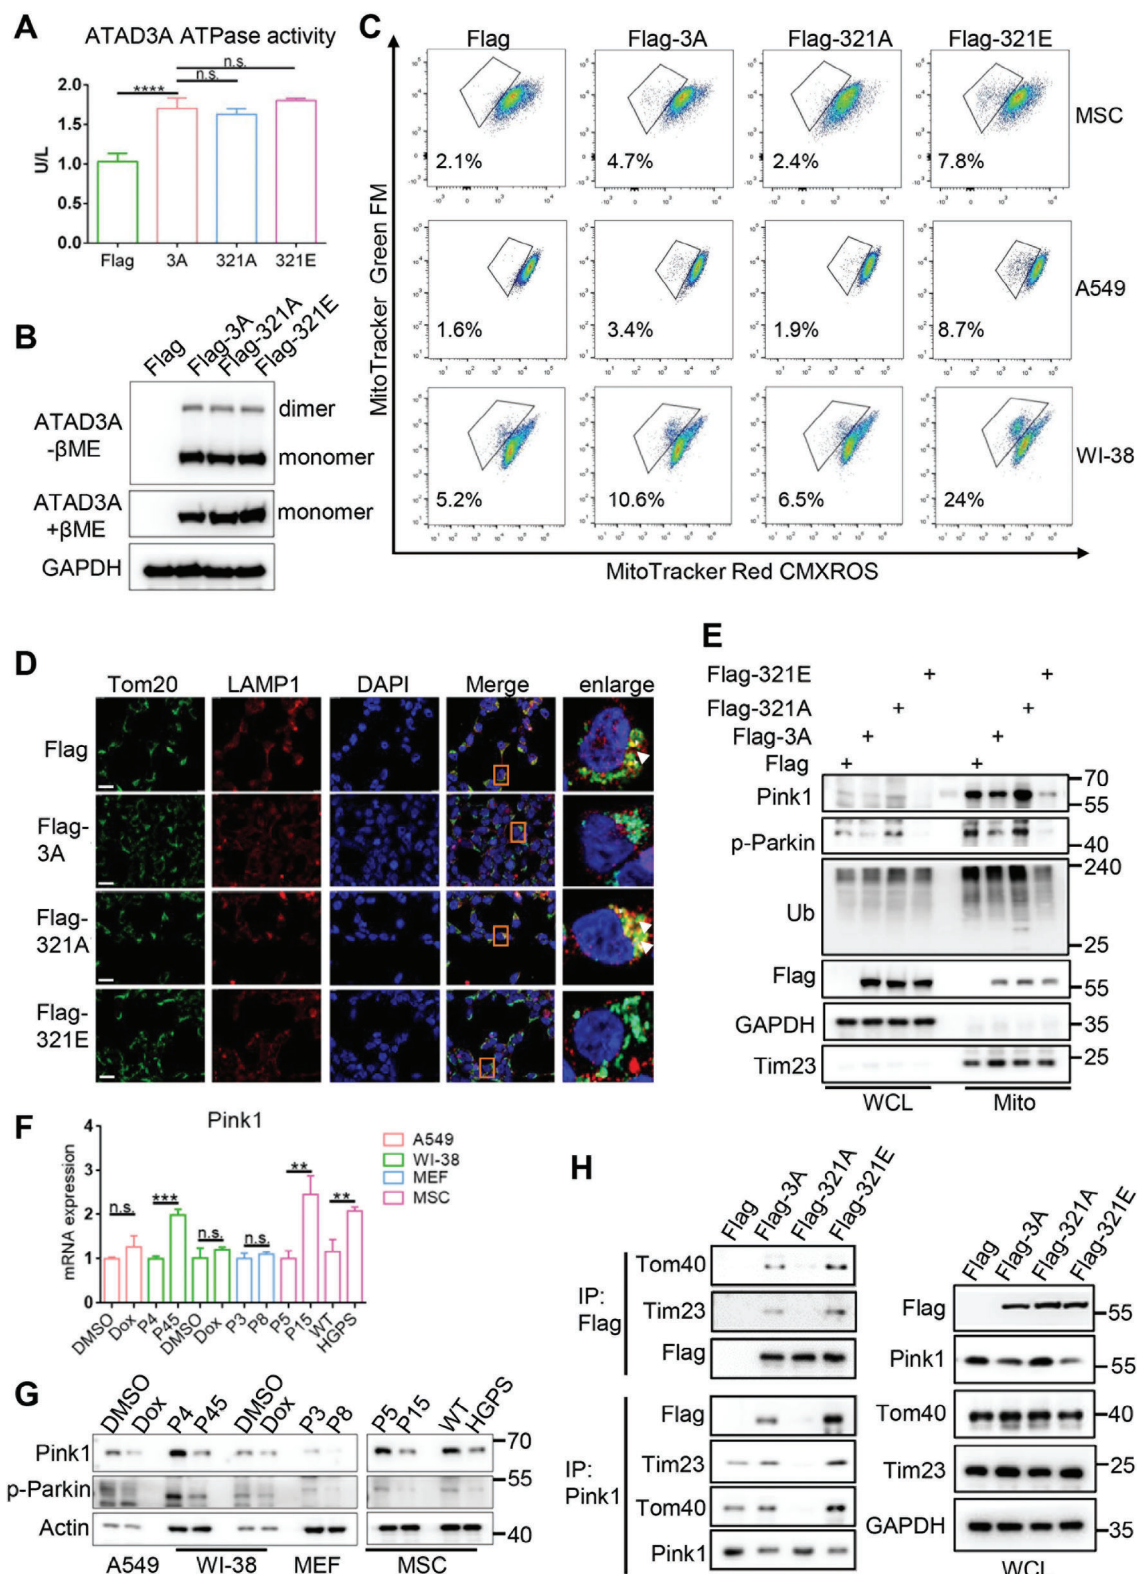 A
ATAD3A ATPase activity
U/L
2.0
1.5
1.0
0.5
0.0
****
n.s.
n.s.
Flag
3A
321A
321E
B
Flag
Flag-3A
Flag-321A
Flag-321E
ATAD3A
-βME
dimer
monomer
ATAD3A
+βME
monomer
GAPDH
C
Flag
Flag-3A
Flag-321A
Flag-321E
MitoTracker Green FM
2.1%
4.7%
2.4%
7.8%
MSC
1.6%
3.4%
1.9%
8.7%
A549
5.2%
10.6%
6.5%
24%
WI-38
MitoTracker Red CMXROS
D
Tom20
LAMP1
DAPI
Merge
enlarge
Flag
Flag-
3A
Flag-
321A
Flag-
321E
E
Flag-321E
+
+
Flag-321A
+
+
Flag-3A
+
+
Flag
+
+
Pink1
70
55
p-Parkin
40
Ub
240
25
Flag
55
GAPDH
35
Tim23
25
WCL
Mito
F
Pink1
mRNA expression
4
3
2
1
0
n.s.
***
n.s.
n.s.
**
**
A549
WI-38
MEF
MSC
DMSO
Dox
P4
P45
DMSO
Dox
P3
P8
P5
P15
WT
HGPS
G
DMSO
Dox
P4
P45
DMSO
Dox
P3
P8
P5
P15
WT
HGPS
Pink1
70
p-Parkin
55
Actin
40
A549
WI-38
MEF
MSC
H
Flag
Flag-3A
Flag-321A
Flag-321E
IP:
Flag
Tom40
Tim23
Flag
IP:
Pink1
Flag
Tim23
Tom40
Pink1
Flag
Flag-3A
Flag-321A
Flag-321E
Flag
55
Pink1
55
Tom40
40
Tim23
25
GAPDH
35
WCL